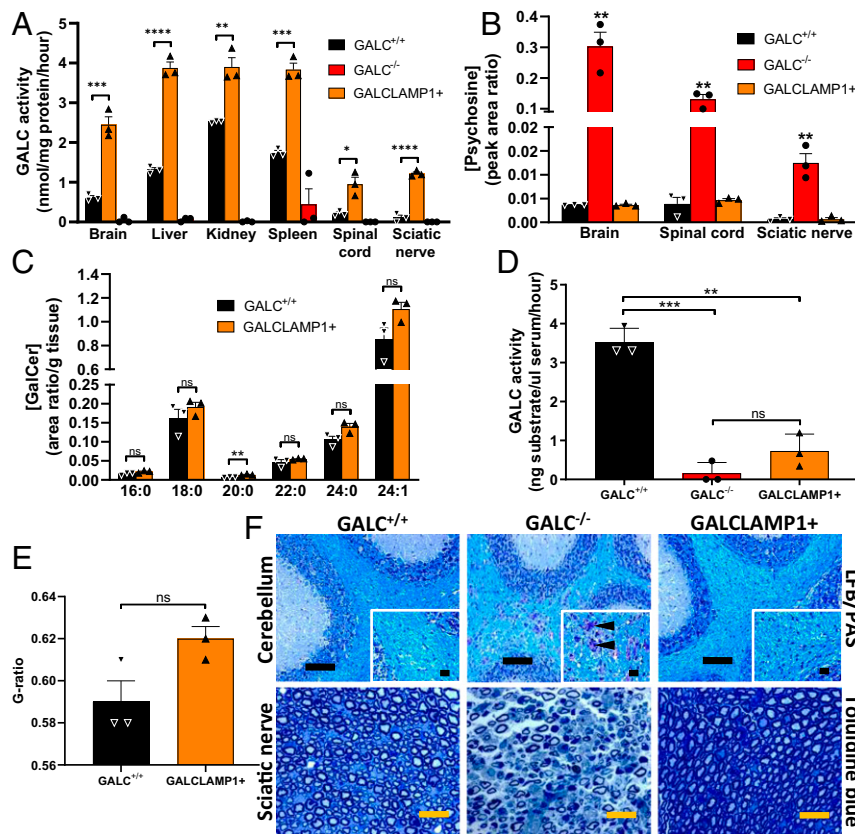 A
GALC activity
(nmol/mg protein/hour)
5
4
3
2
1
0
***
****
**
***
*
****
GALC+/+
GALC-/-
GALCLAMP1+
Brain
Liver
Kidney
Spleen
Spinal
cord
Sciatic
nerve
B
[Psychosine]
(peak area ratio)
0.4
0.3
0.2
0.1
0.02
0.01
0.01
0.00
**
**
**
GALC+/+
GALC-/-
GALCLAMP1+
Brain
Spinal cord
Sciatic nerve
C
[GalCer]
(area ratio/g tissue)
1.4
1.2
1.0
0.8
0.6
0.20
0.15
0.10
0.05
0.00
GALC+/+
GALCLAMP1+
ns
ns
**
ns
ns
ns
16:0
18:0
20:0
22:0
24:0
24:1
D
GALC activity
(ng substrate/ul serum/hour)
5
4
3
2
1
0
**
***
ns
GALC+/+
GALC-/-
GALCLAMP1+
E
G-ratio
0.64
0.62
0.60
0.58
0.56
ns
GALC+/+
GALCLAMP1+
F
GALC+/+
GALC-/-
GALCLAMP1+
Cerebellum
LFB/PAS
Sciatic nerve
Toluidine blue